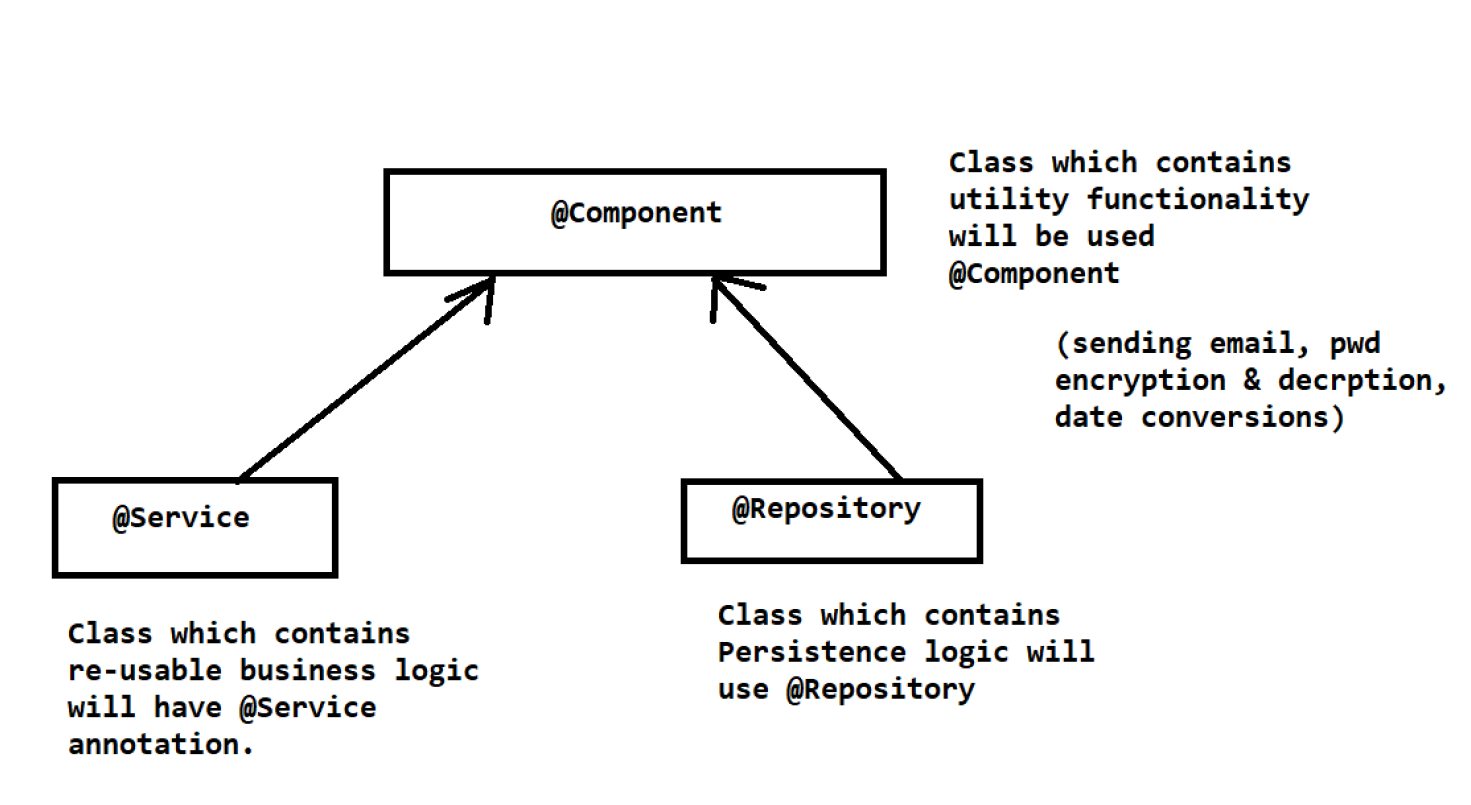 @Component
Class which contains
utility functionality
will be used
@Component
(sending email, pwd
encryption & decrption,
date conversions)
@Service
Class which contains
re-usable business logic
will have @Service
annotation.
@Repository
Class which contains
Persistence logic will
use @Repository